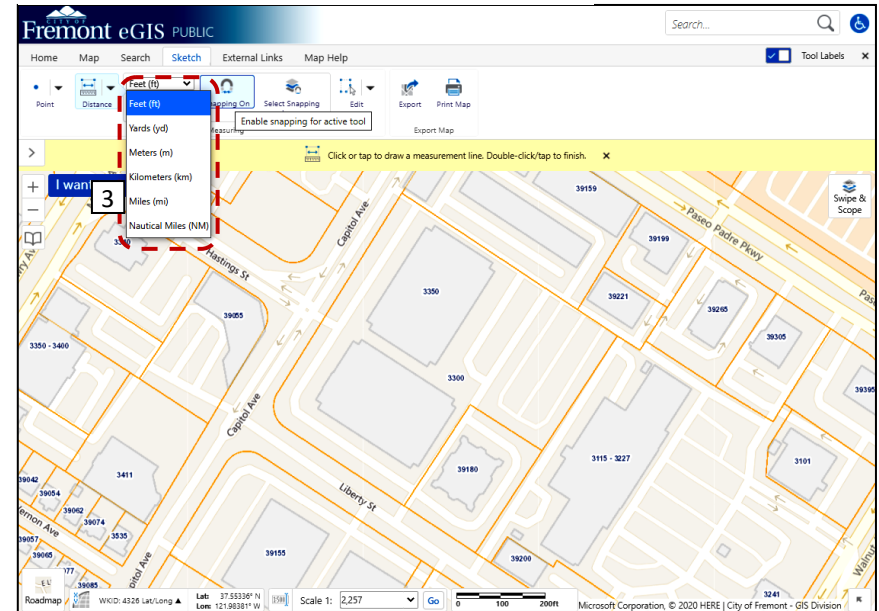 CITY OF
Fremont eGIS PUBLIC
Search...
Home Map Search Sketch External Links Map Help
Tool Labels
Feet (ft)
Point Distance Snapping On Select Snapping Edit Export Print Map
Feet (ft)
Enable snapping for active tool
Yards (yd)
Measuring
Export Map
Meters (m)
Click or tap to draw a measurement line. Double-click/tap to finish.
Kilometers (km)
I want
3
Miles (mi)
Nautical Miles (NM)
Swipe &
Scope
39159
Paseo Padre Pkwy
Capitol Ave
39199
Hastings St
3350
39221
39265
39055
39305
3350 - 3400
3300
39395
Capitol Ave
3115 - 3227
3101
39180
3411
39042
Liberty St
39054
39062
39074
3535
39057
39065
39155
39200
39085
3241
Walnut
Roadmap WKID: 4326 Lat/Long Lat: 37.55336° N
Lon: 121.98381° W
Scale 1: 2,257 Go 0 100 200ft
Microsoft Corporation, © 2020 HERE | City of Fremont - GIS Division